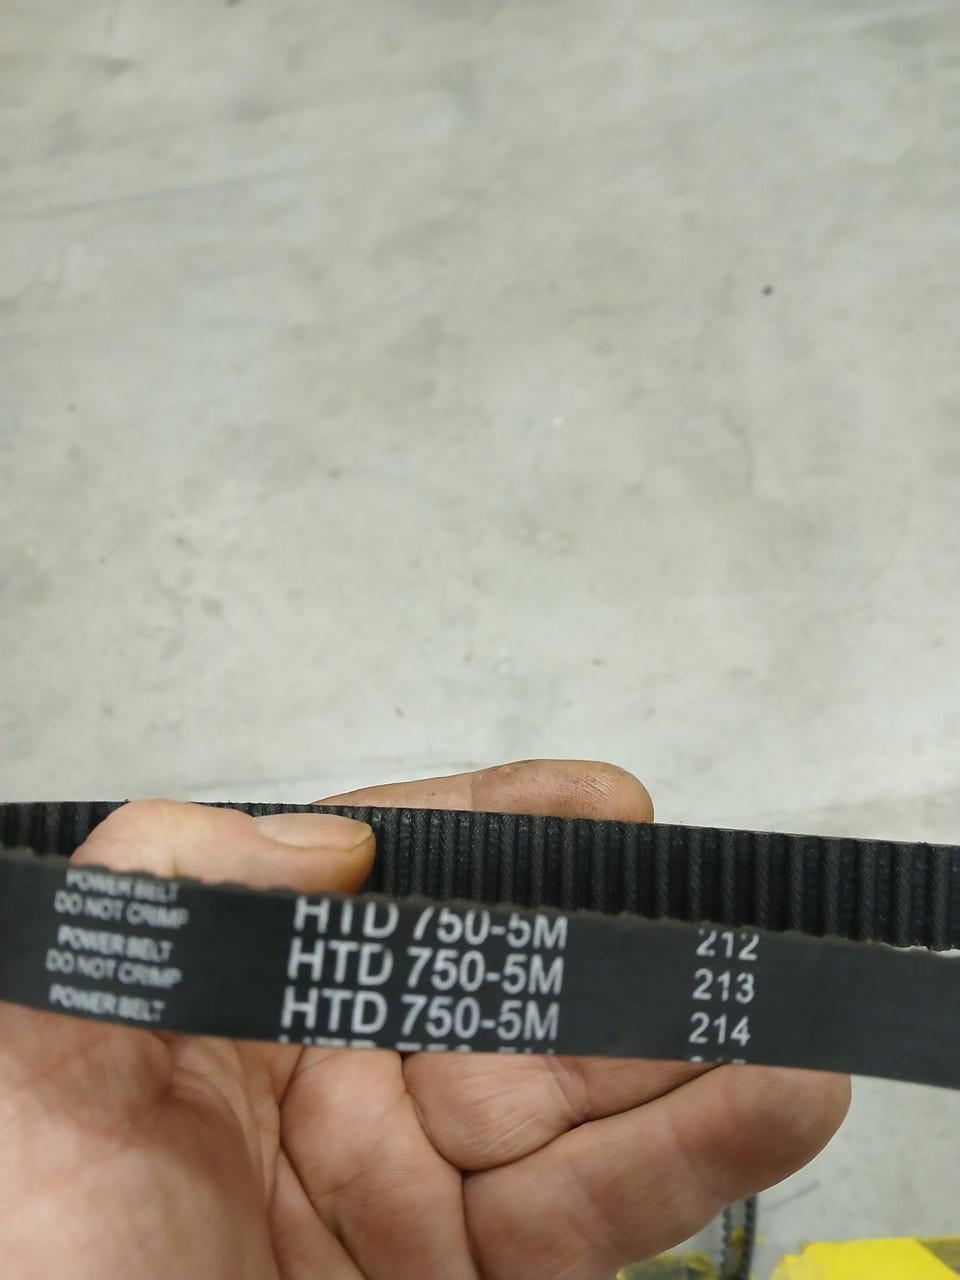 POWER BELT
DO NOT CRIMP
POWER BELT
DO NOT CRIMP
POWER BELT
HTD 750-5M
HTD 750-5M
HTD 750-5M
212
213
214